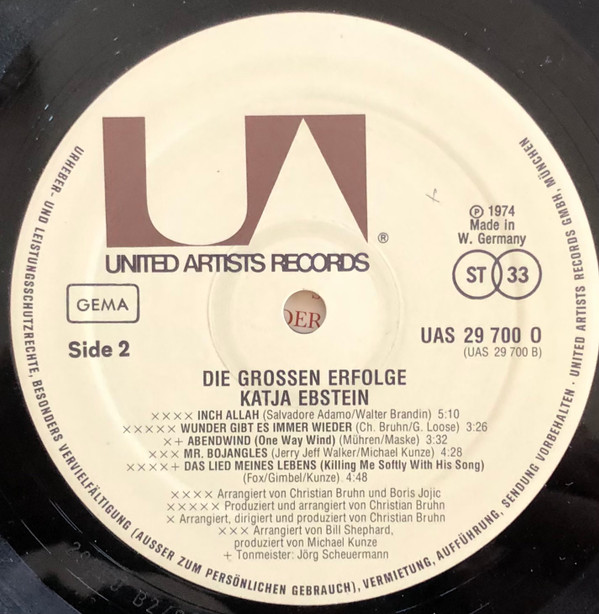 UA
®
UNITED ARTISTS RECORDS
℗ 1974
Made in
W. Germany
ST 33
GEMA
Side 2
DER
UAS 29 700 O
(UAS 29 700 B)
DIE GROSSEN ERFOLGE
KATJA EBSTEIN
×××× INCH ALLAH (Salvadore Adamo/Walter Brandin) 5:10
××××× WUNDER GIBT ES IMMER WIEDER (Ch. Bruhn/G. Loose) 3:26
×+ ABENDWIND (One Way Wind) (Mühren/Maske) 3:32
××× MR. BOJANGLES (Jerry Jeff Walker/Michael Kunze) 4:28
××××+ DAS LIED MEINES LEBENS (Killing Me Softly With His Song)
(Fox/Gimbel/Kunze) 4:48
×××× Arrangiert von Christian Bruhn und Boris Jojic
××××× Produziert und arrangiert von Christian Bruhn
× Arrangiert, dirigiert und produziert von Christian Bruhn
××× Arrangiert von Bill Shephard,
produziert von Michael Kunze
+ Tonmeister: Jörg Scheuermann
URHEBER- UND LEISTUNGSSCHUTZRECHTE, BESONDERS VERVIELFÄLTIGUNG (AUSSER ZUM PERSÖNLICHEN GEBRAUCH), VERMIETUNG, AUFFÜHRUNG, SENDUNG VORBEHALTEN · UNITED ARTISTS RECORDS GMBH, MÜNCHEN